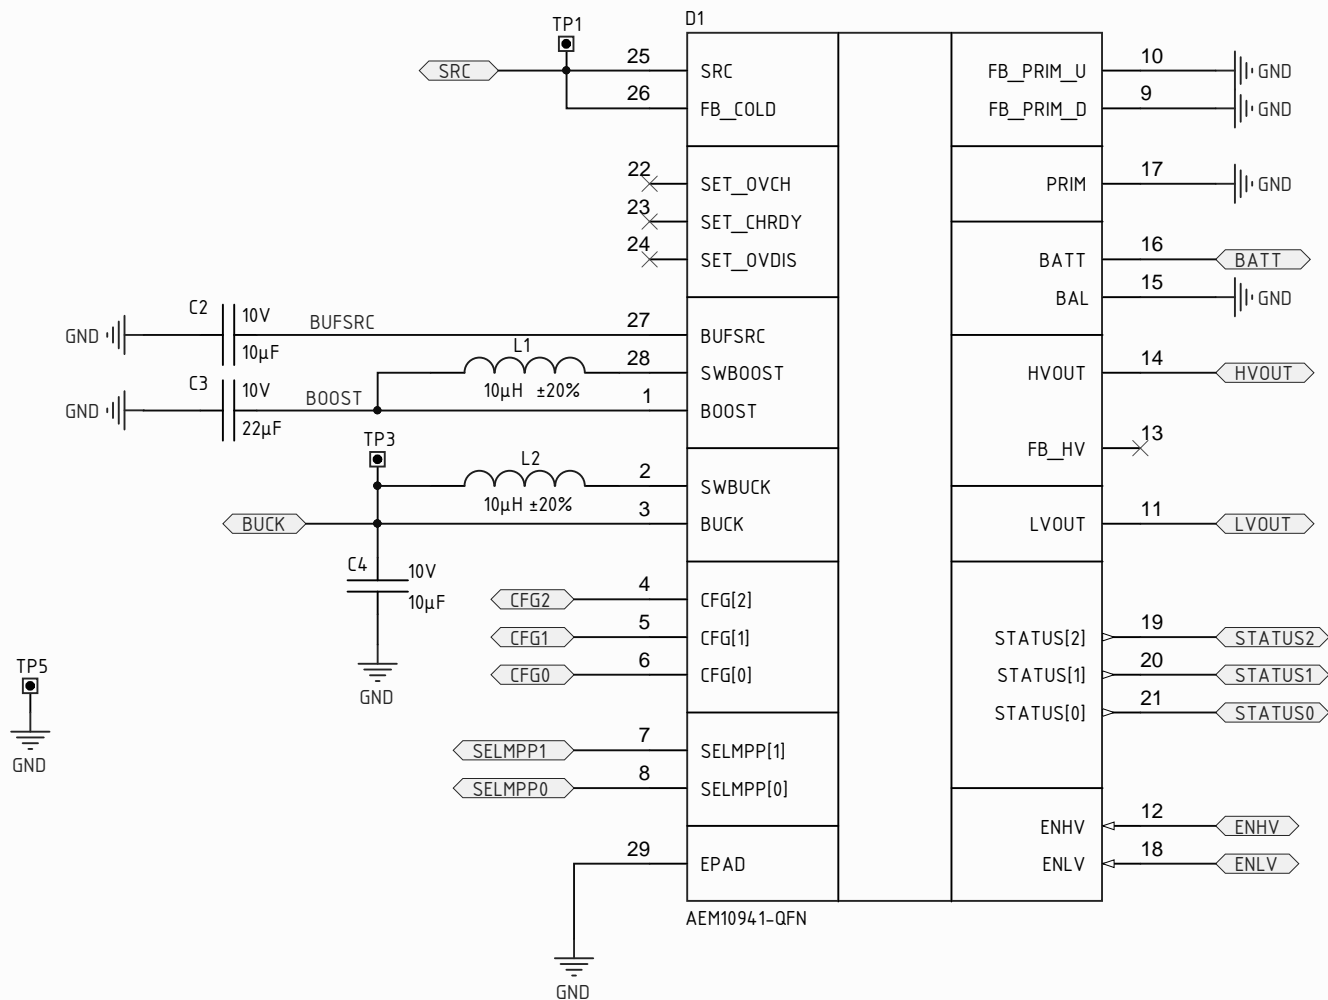 D1
TP1
SRC
25
SRC
26
FB_COLD
FB_PRIM_U
10
GND
FB_PRIM_D
9
GND
22
SET_OVCH
23
SET_CHRDY
24
SET_OVDIS
PRIM
17
GND
BATT
16
BATT
BAL
15
GND
GND
C2
10V
10µF
BUFSRC
27
BUFSRC
L1
10µH ±20%
28
SWBOOST
GND
C3
10V
22µF
BOOST
1
BOOST
HVOUT
14
HVOUT
FB_HV
13
TP3
L2
10µH ±20%
2
SWBUCK
BUCK
3
BUCK
LVOUT
11
LVOUT
C4
10V
10µF
GND
CFG2
4
CFG[2]
CFG1
5
CFG[1]
CFG0
6
CFG[0]
STATUS[2]
19
STATUS2
STATUS[1]
20
STATUS1
STATUS[0]
21
STATUS0
TP5
GND
SELMPP1
7
SELMPP[1]
SELMPP0
8
SELMPP[0]
ENHV
12
ENHV
ENLV
18
ENLV
29
EPAD
GND
AEM10941-QFN